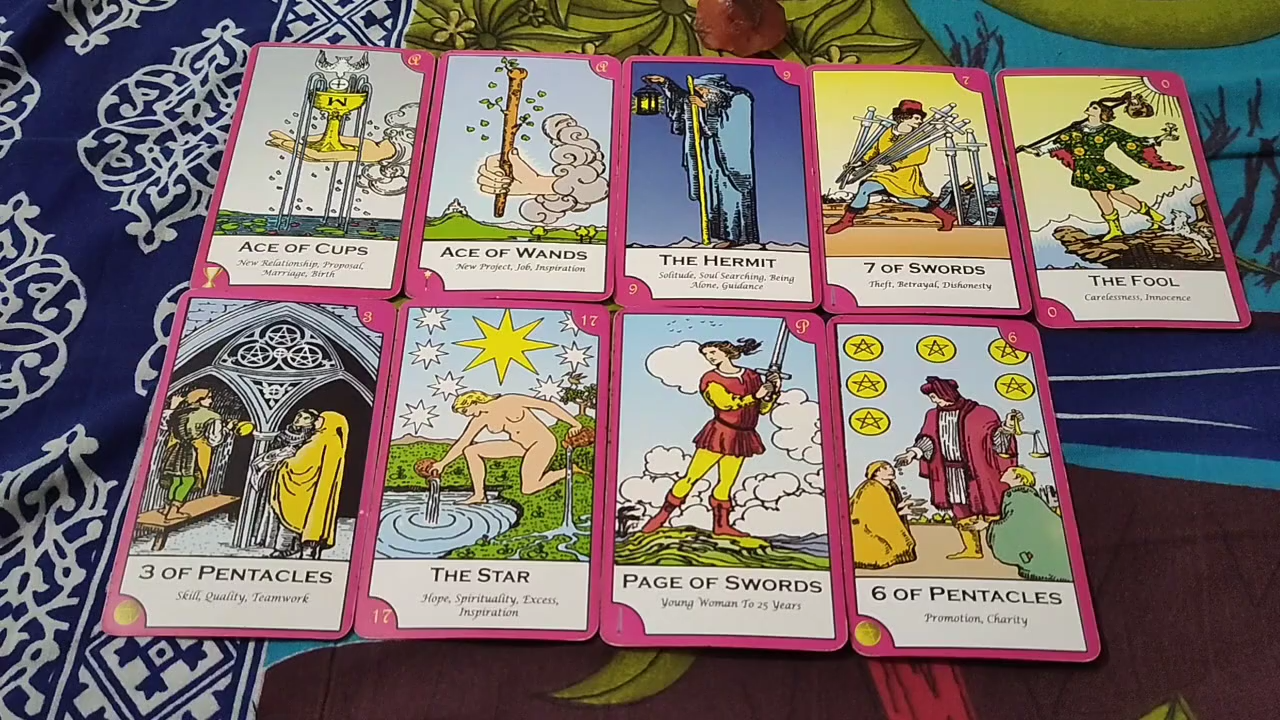 a
ACE OF CUPS
New Relationship, Proposal,
Marriage, Birth
a
ACE OF WANDS
New Project, Job, Inspiration
9
THE HERMIT
Solitude, Soul Searching, Being
Alone, Guidance
9
7
7 OF SWORDS
Theft, Betrayal, Dishonesty
0
THE FOOL
Carelessness, Innocence
0
3
3 OF PENTACLES
Skill, Quality, Teamwork
17
THE STAR
Hope, Spirituality, Excess,
Inspiration
17
P
PAGE OF SWORDS
Young Woman To 25 Years
6
6 OF PENTACLES
Promotion, Charity